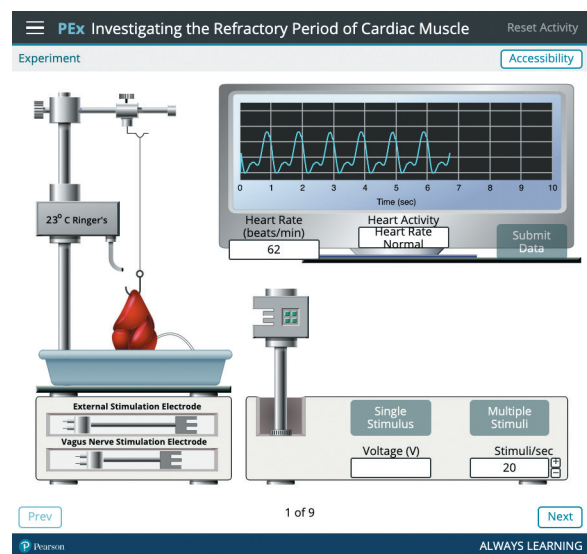 PEx Investigating the Refractory Period of Cardiac Muscle
Reset Activity
Experiment
Accessibility
23⁰ C Ringer's
0 1 2 3 4 5 6 7 8 9 10
Time (sec)
Heart Rate
(beats/min)
62
Heart Activity
Heart Rate
Normal
Submit
Data
External Stimulation Electrode
Vagus Nerve Stimulation Electrode
Single
Stimulus
Multiple
Stimuli
Voltage (V)
Stimuli/sec
20
+
−
Prev
1 of 9
Next
P Pearson
ALWAYS LEARNING